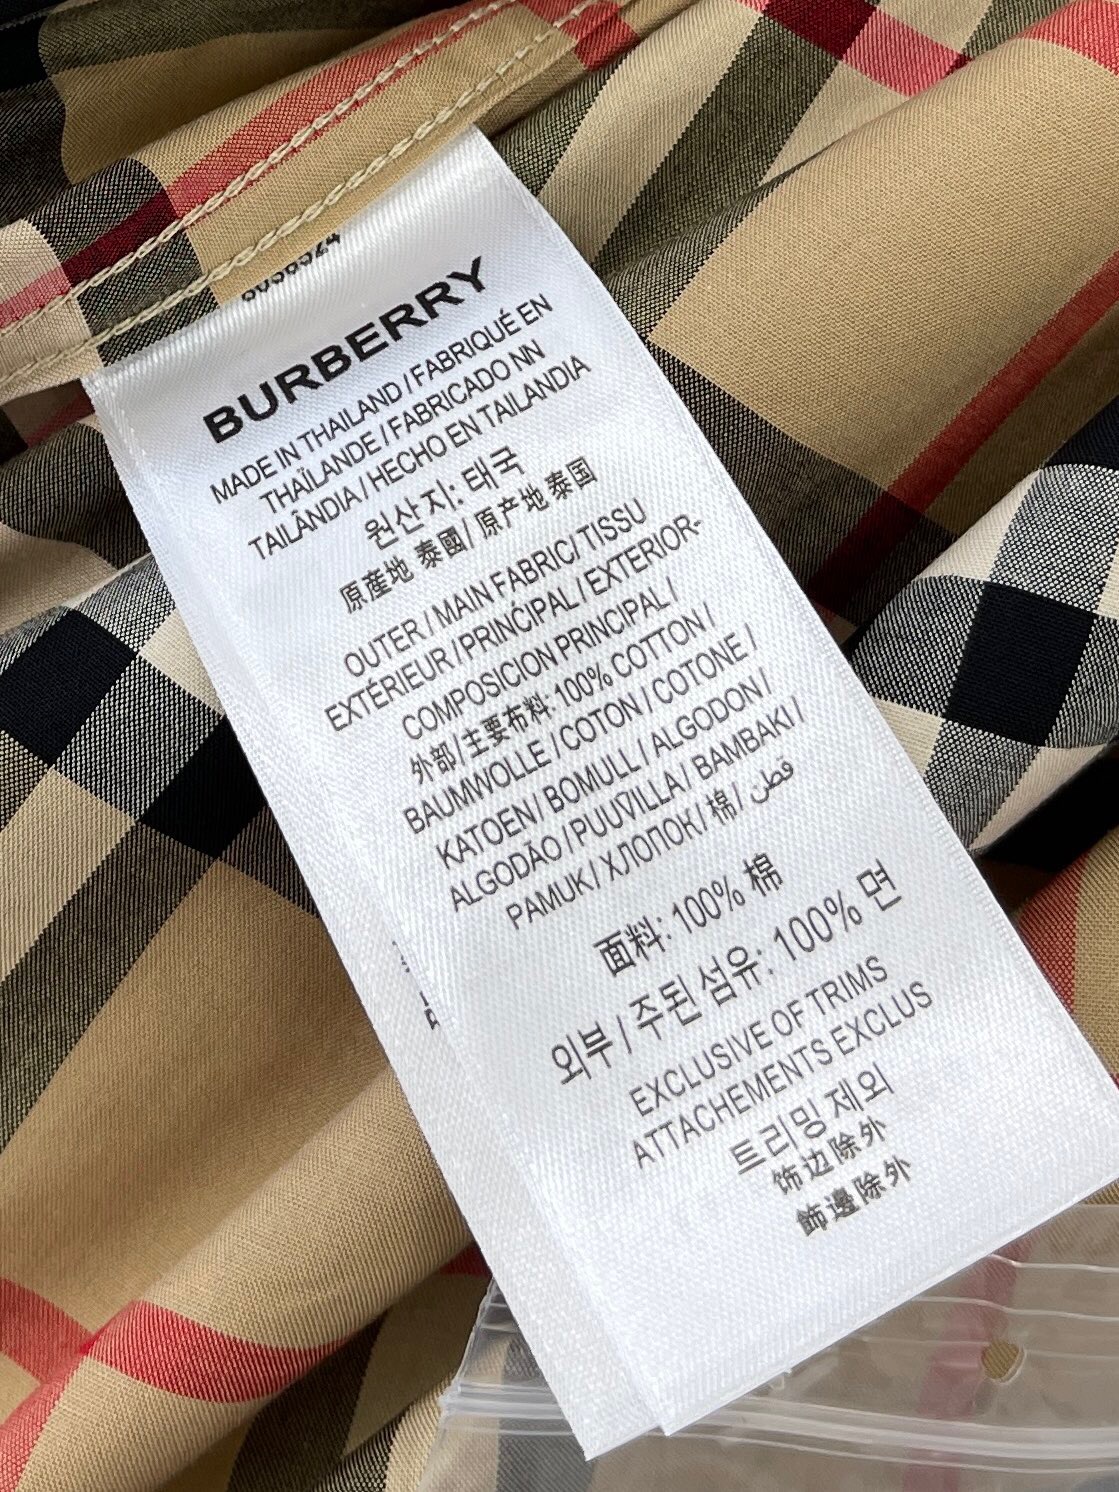 8036524
BURBERRY
MADE IN THAILAND / FABRIQUÉ EN
THAÏLANDE / FABRICADO NN
TAILÂNDIA / HECHO EN TAILANDIA
원산지: 태국
原產地 泰國/ 原产地 泰国
OUTER / MAIN FABRIC/ TISSU
EXTÉRIEUR / PRINCIPAL / EXTERIOR-
COMPOSICION PRINCIPAL /
外部/主要布料: 100% COTTON /
BAUMWOLLE / COTON / COTONE /
KATOEN / BOMULL / ALGODON /
ALGODÃO / PUUVILLA / BAMBAKI /
PAMUK / ХЛОПОК / 棉 / قطن
面料: 100% 棉
외부 / 주된 섬유: 100% 면
EXCLUSIVE OF TRIMS
ATTACHEMENTS EXCLUS
트리밍 제외
饰边除外
飾邊除外